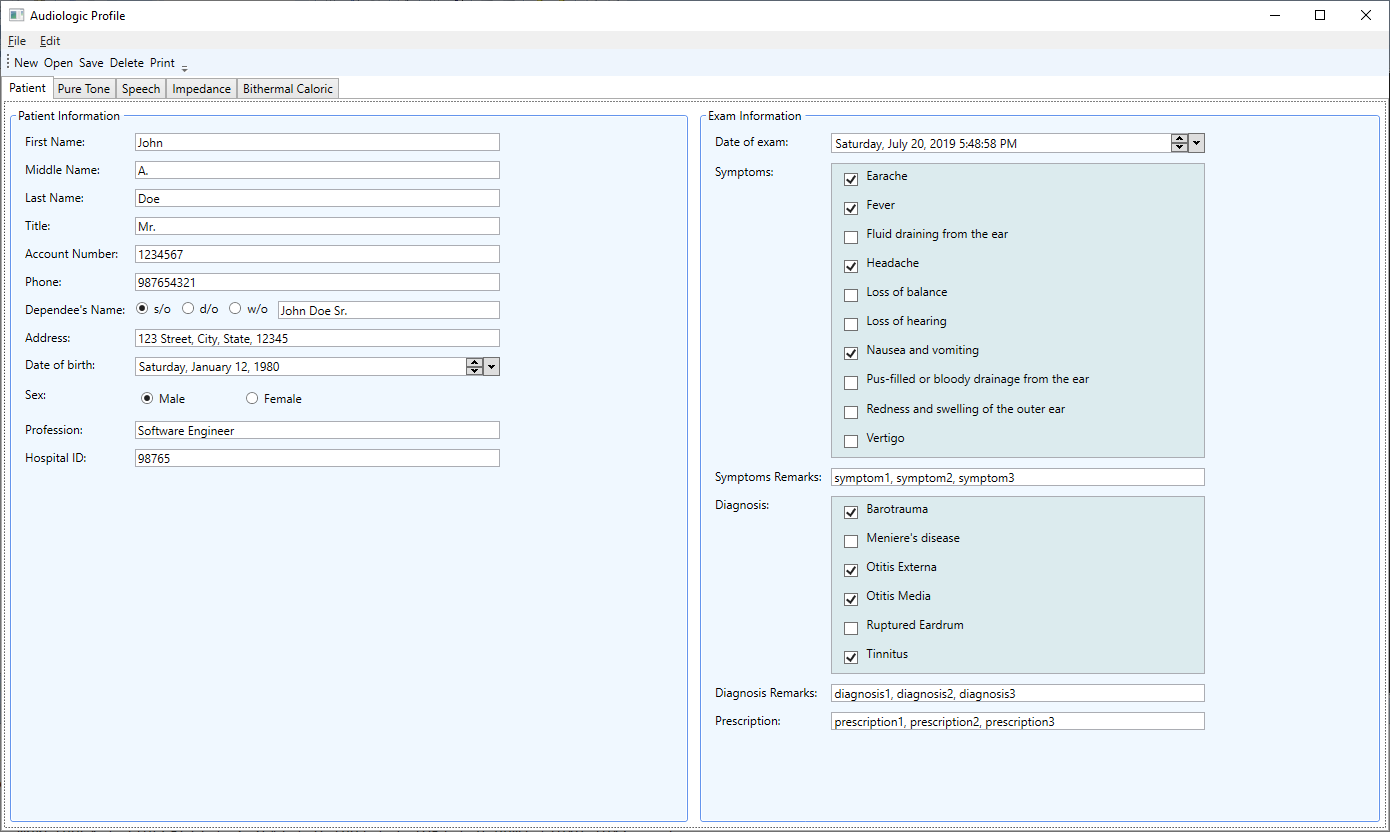 Audiologic Profile
File Edit
New Open Save Delete Print
Patient Pure Tone Speech Impedance Bithermal Caloric
Patient Information
First Name: John
Middle Name: A.
Last Name: Doe
Title: Mr.
Account Number: 1234567
Phone: 987654321
Dependee's Name: s/o d/o w/o John Doe Sr.
Address: 123 Street, City, State, 12345
Date of birth: Saturday, January 12, 1980
Sex: Male Female
Profession: Software Engineer
Hospital ID: 98765
Exam Information
Date of exam: Saturday, July 20, 2019 5:48:58 PM
Symptoms: Earache
Fever
Fluid draining from the ear
Headache
Loss of balance
Loss of hearing
Nausea and vomiting
Pus-filled or bloody drainage from the ear
Redness and swelling of the outer ear
Vertigo
Symptoms Remarks: symptom1, symptom2, symptom3
Diagnosis: Barotrauma
Meniere's disease
Otitis Externa
Otitis Media
Ruptured Eardrum
Tinnitus
Diagnosis Remarks: diagnosis1, diagnosis2, diagnosis3
Prescription: prescription1, prescription2, prescription3